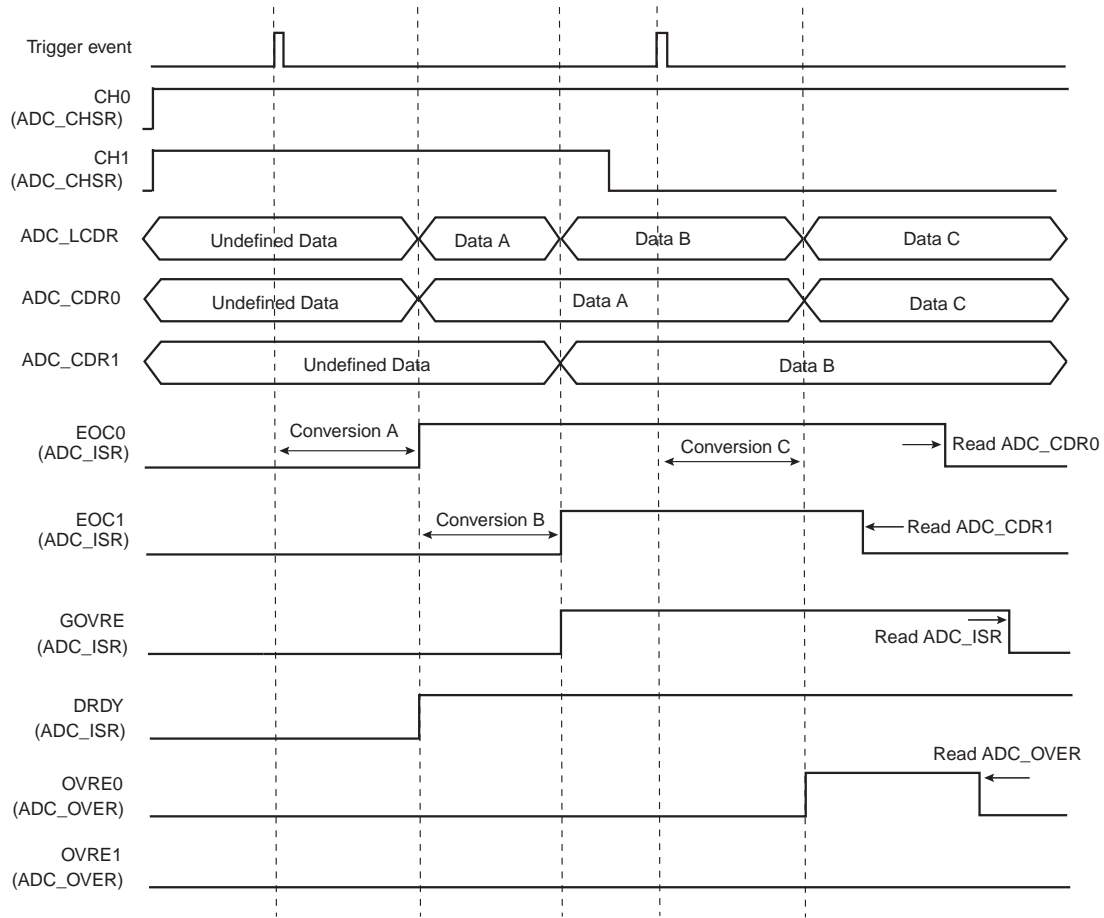 Trigger event
CH0
(ADC_CHSR)
CH1
(ADC_CHSR)
ADC_LCDR
Undefined Data
Data A
Data B
Data C
ADC_CDR0
Undefined Data
Data A
Data C
ADC_CDR1
Undefined Data
Data B
EOC0
(ADC_ISR)
Conversion A
Conversion C
Read ADC_CDR0
EOC1
(ADC_ISR)
Conversion B
Read ADC_CDR1
GOVRE
(ADC_ISR)
Read ADC_ISR
DRDY
(ADC_ISR)
Read ADC_OVER
OVRE0
(ADC_OVER)
OVRE1
(ADC_OVER)